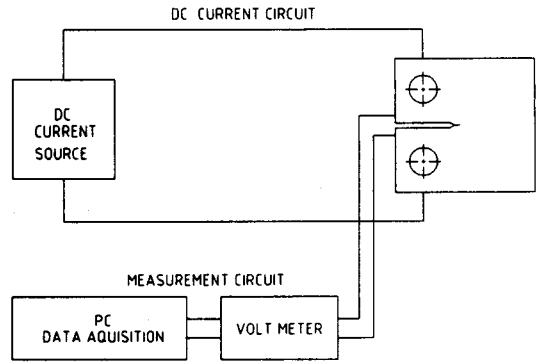 DC CURRENT CIRCUIT
DC
CURRENT
SOURCE
MEASUREMENT CIRCUIT
PC
DATA AQUISITION
VOLT METER